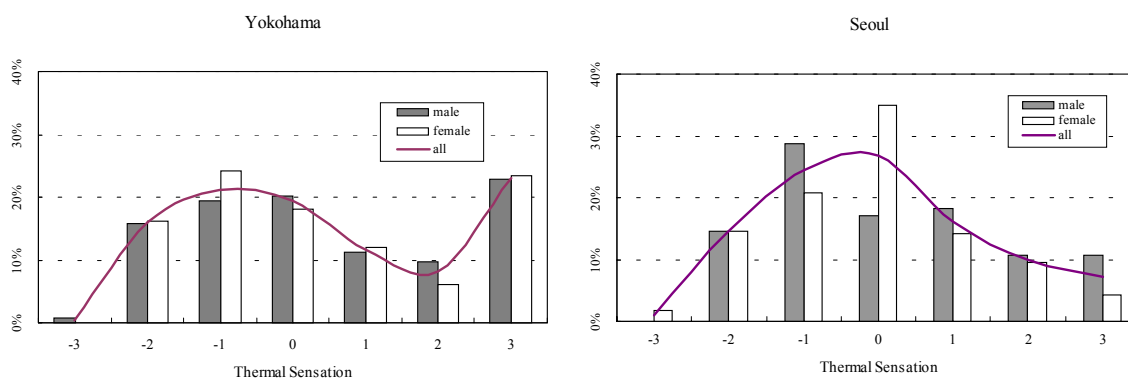 Yokohama
40%
30%
20%
10%
0%
male
female
all
-3 -2 -1 0 1 2 3
Thermal Sensation
Seoul
40%
30%
20%
10%
0%
male
female
all
-3 -2 -1 0 1 2 3
Thermal Sensation